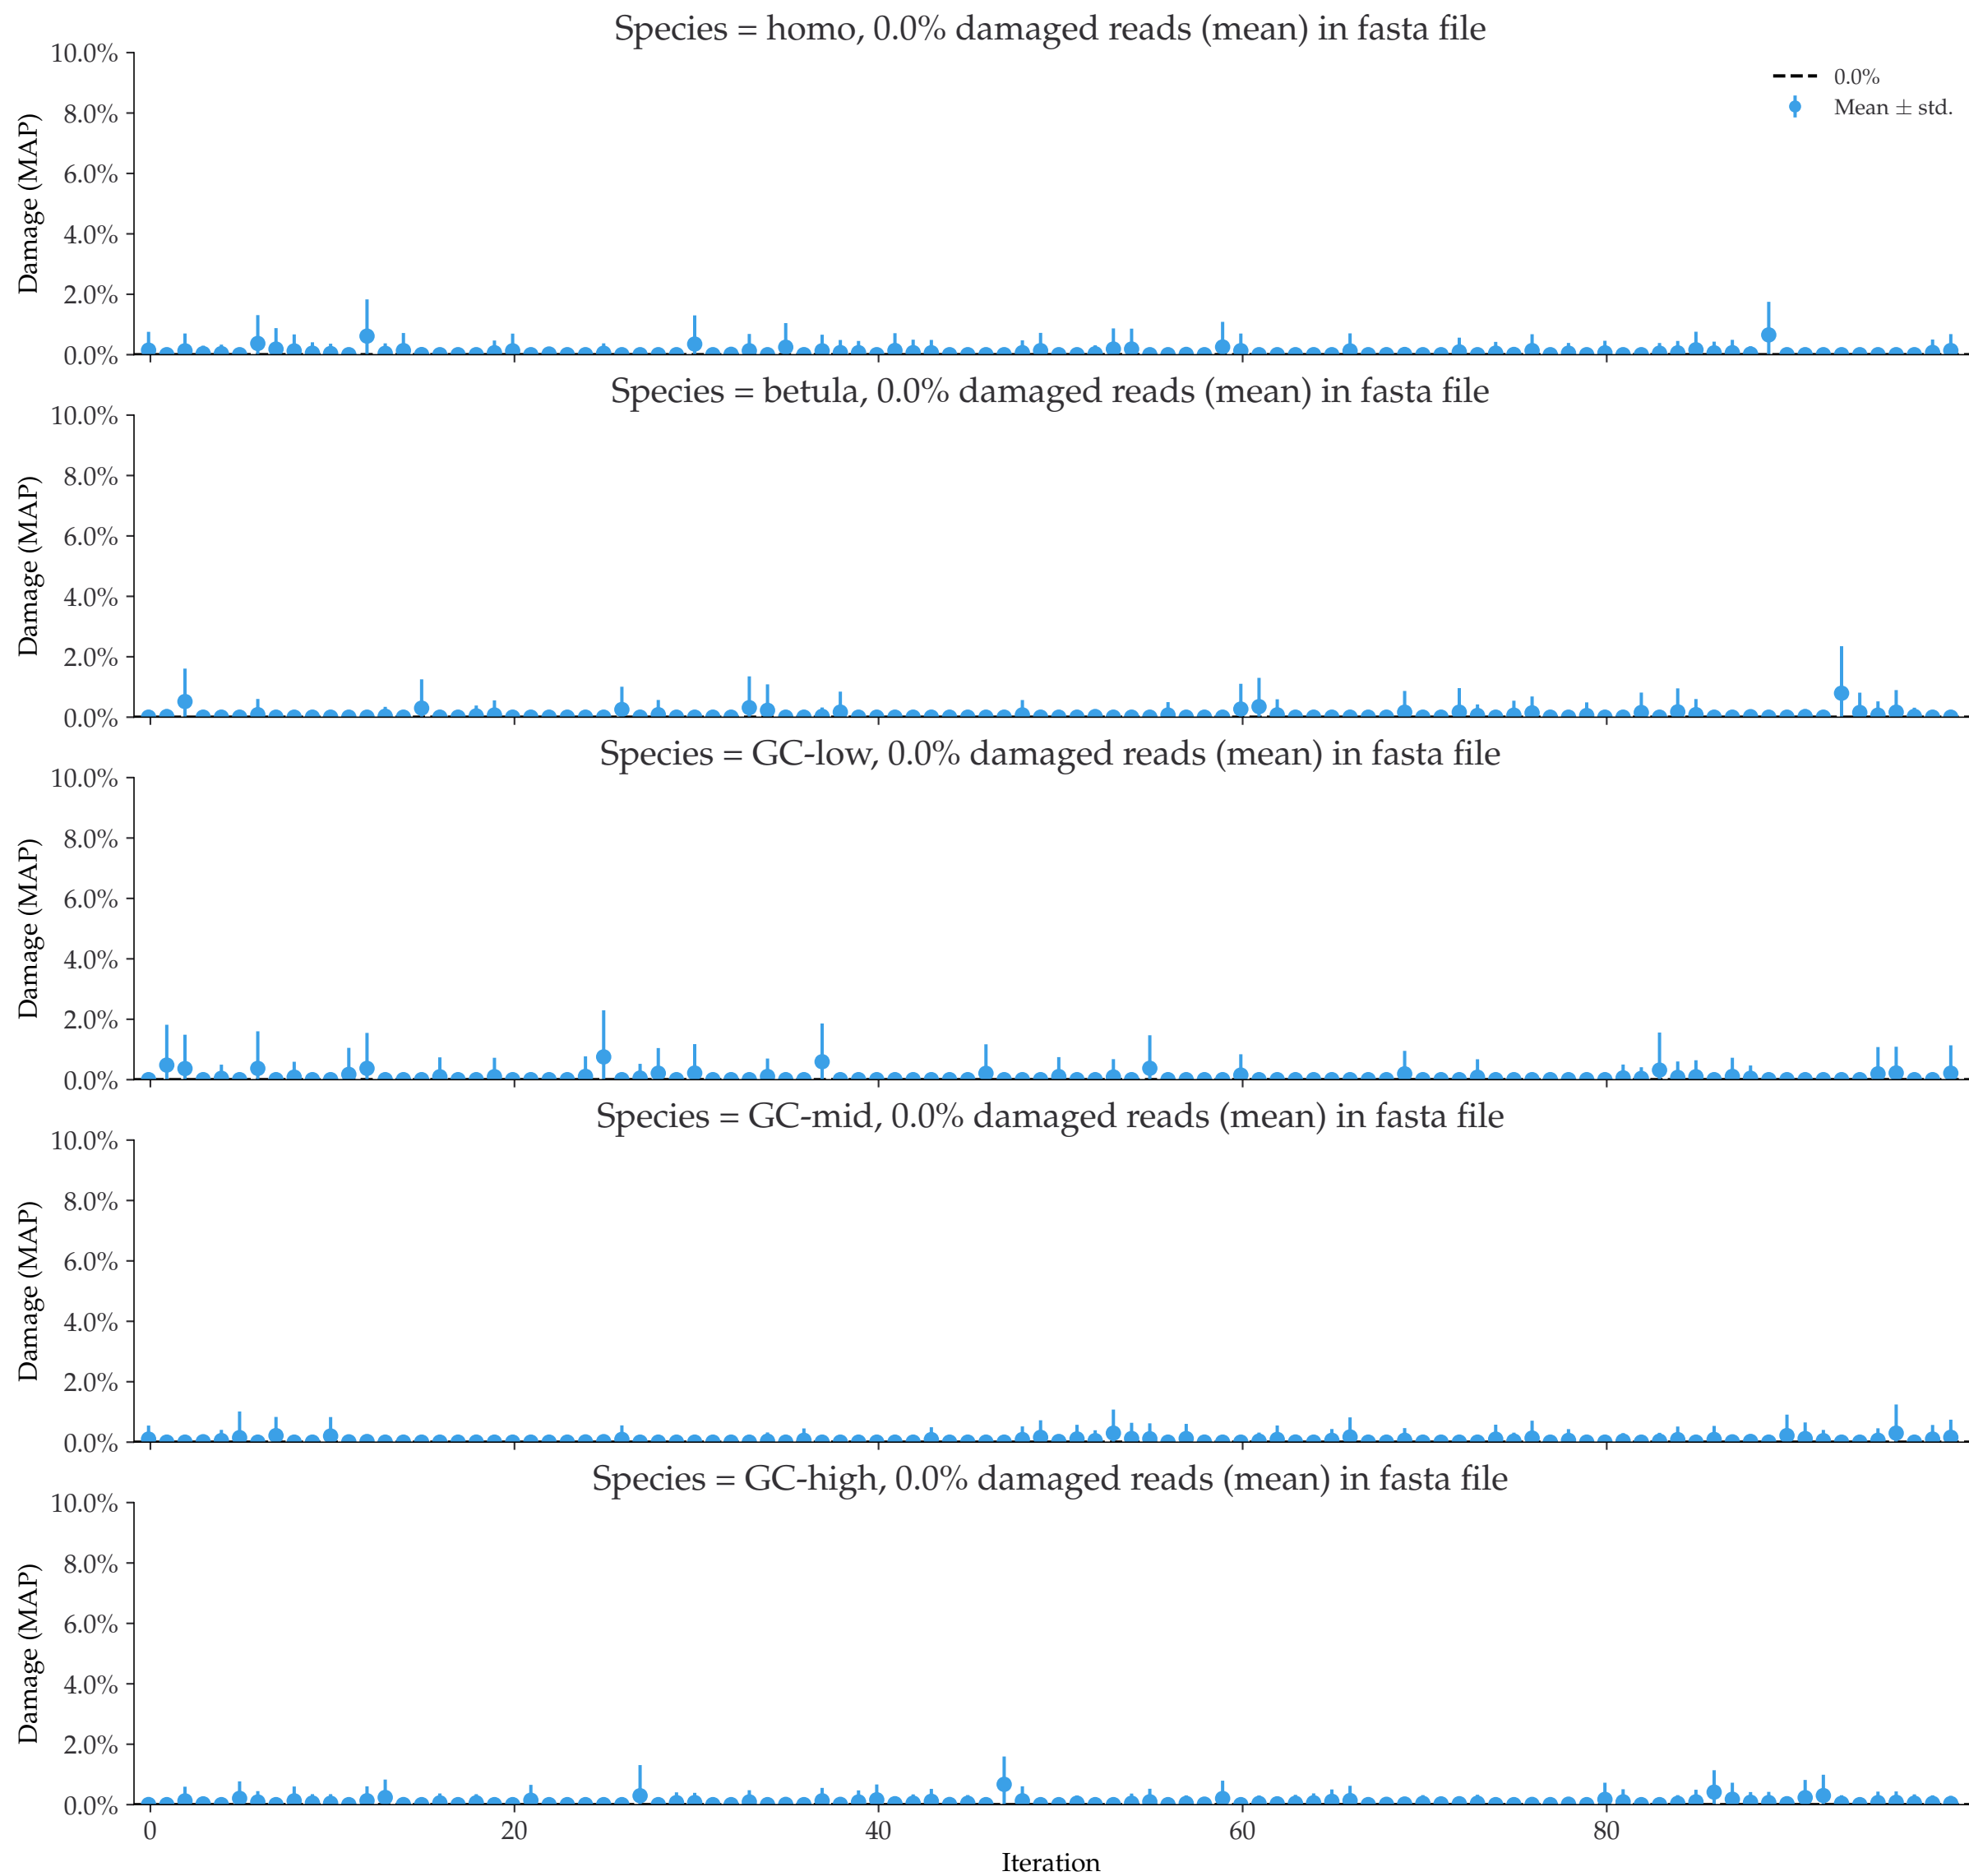 Species = homo, 0.0% damaged reads (mean) in fasta file
10.0%
8.0%
6.0%
4.0%
2.0%
0.0%
Damage (MAP)
0.0%
Mean ± std.
Species = betula, 0.0% damaged reads (mean) in fasta file
10.0%
8.0%
6.0%
4.0%
2.0%
0.0%
Damage (MAP)
Species = GC-low, 0.0% damaged reads (mean) in fasta file
10.0%
8.0%
6.0%
4.0%
2.0%
0.0%
Damage (MAP)
Species = GC-mid, 0.0% damaged reads (mean) in fasta file
10.0%
8.0%
6.0%
4.0%
2.0%
0.0%
Damage (MAP)
Species = GC-high, 0.0% damaged reads (mean) in fasta file
10.0%
8.0%
6.0%
4.0%
2.0%
0.0%
Damage (MAP)
0 20 40 60 80
Iteration